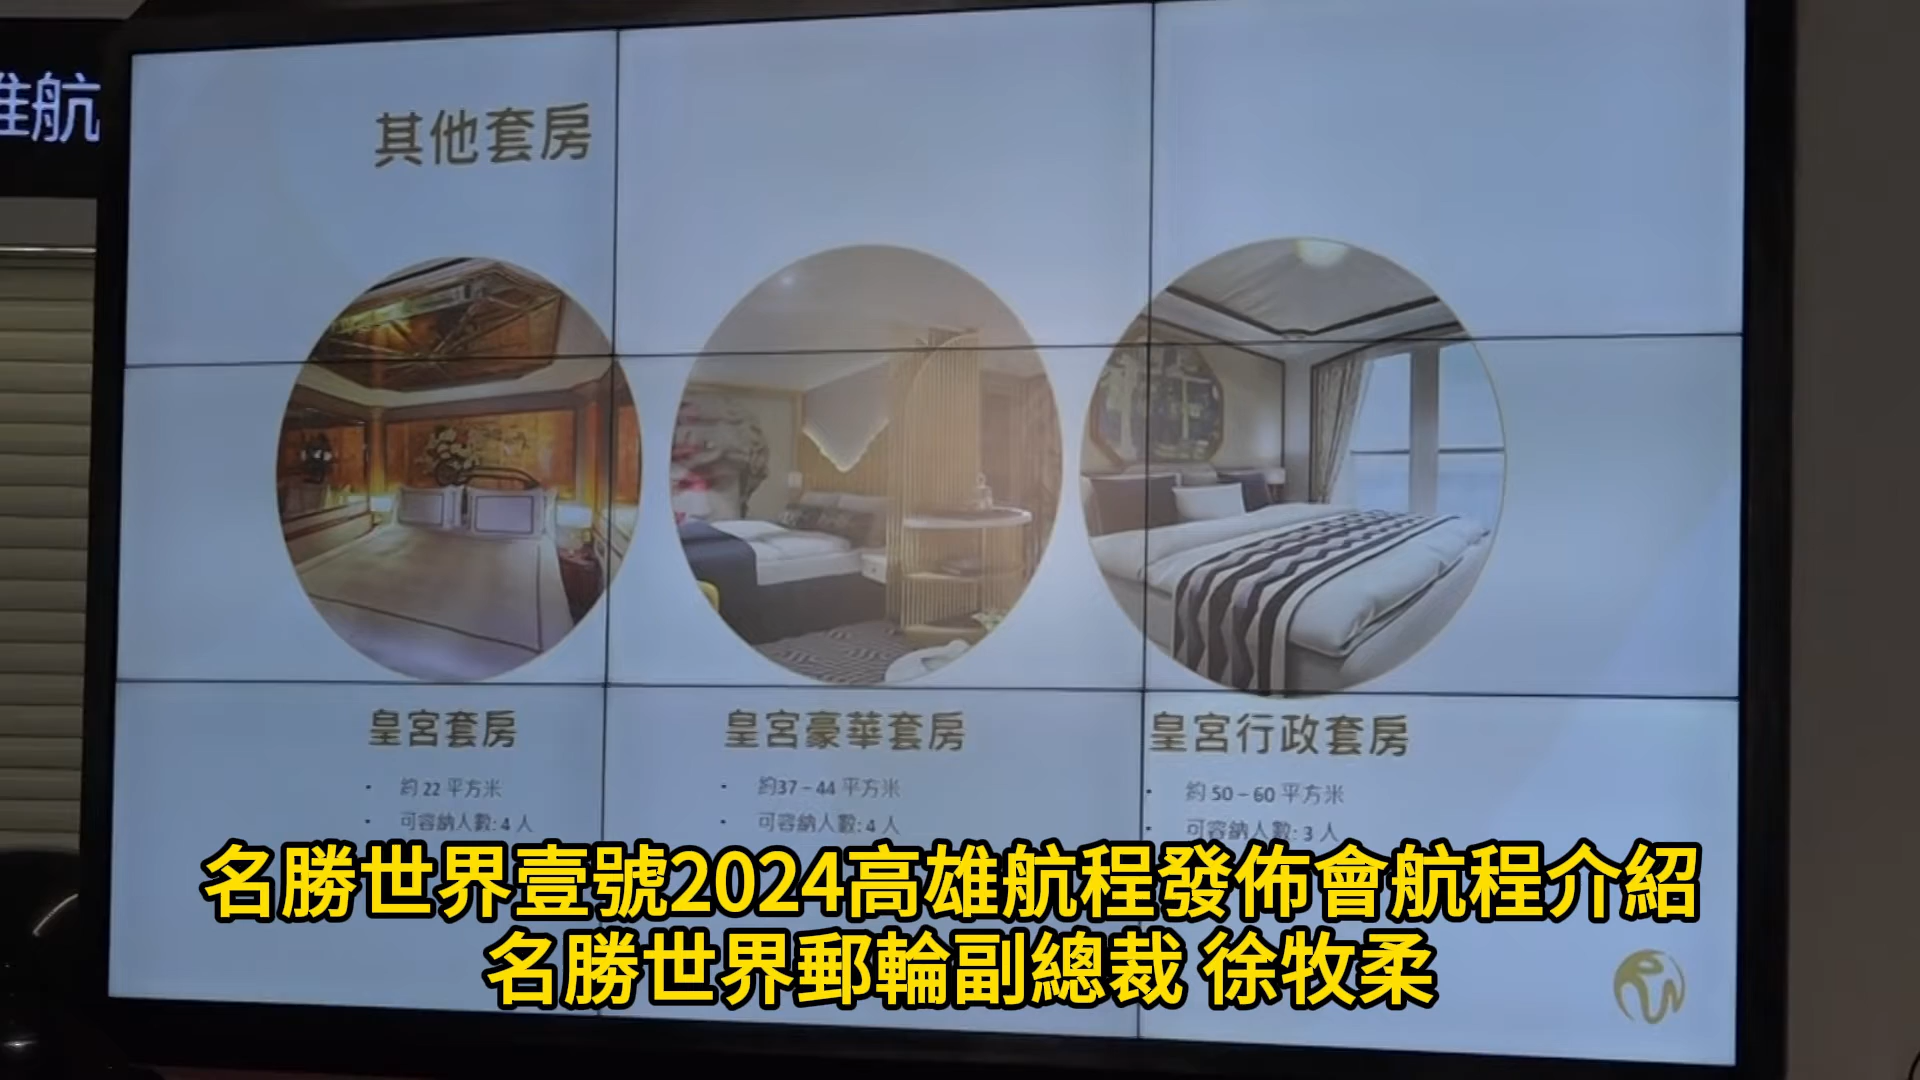 雄航
其他套房
皇宮套房
• 約 22 平方米
• 可容納人數: 4 人
皇宮豪華套房
• 約37 – 44 平方米
• 可容納人數: 4 人
皇宮行政套房
• 約 50 – 60 平方米
• 可容納人數: 3 人
名勝世界壹號2024高雄航程發佈會航程介紹
名勝世界郵輪副總裁 徐牧柔